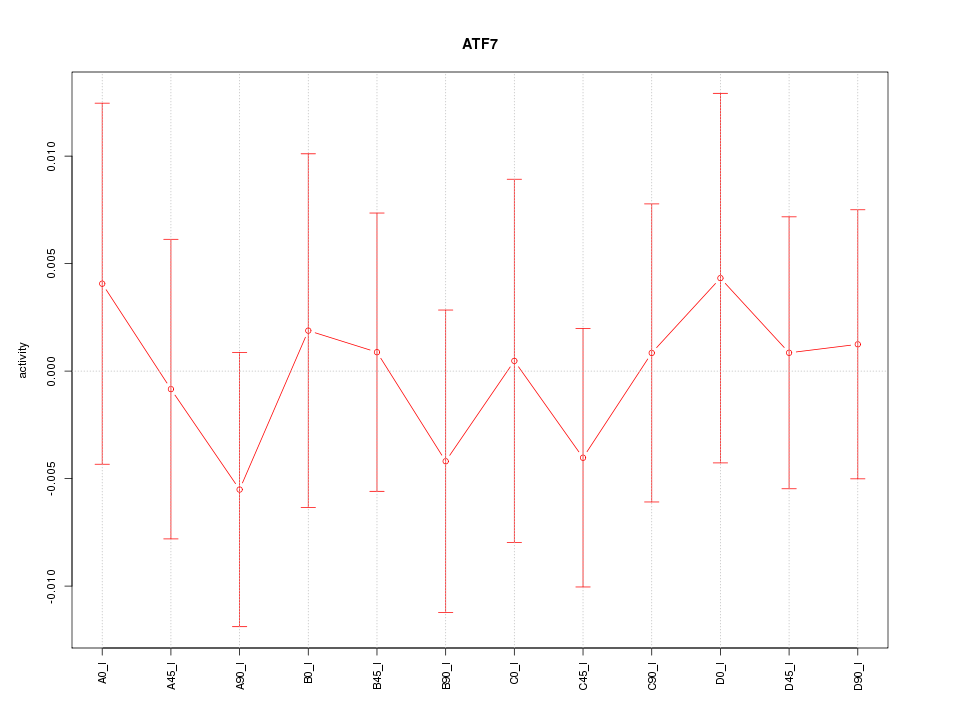 ATF7
activity
0.010
0.005
0.000
-0.005
-0.010
A0_I
A45_I
A90_I
B0_I
B45_I
B90_I
C0_I
C45_I
C90_I
D0_I
D45_I
D90_I